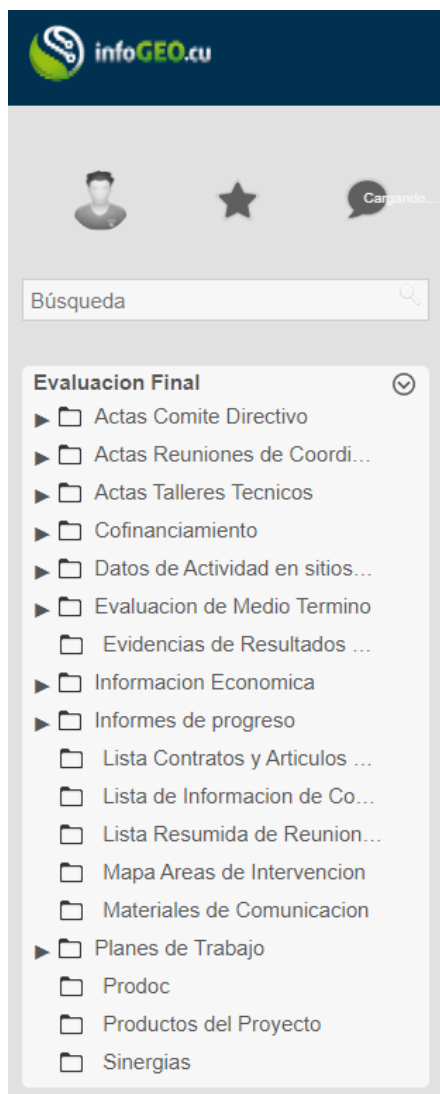 infoGEO.cu
Cargando...
Búsqueda
Evaluacion Final
Actas Comite Directivo
Actas Reuniones de Coordi...
Actas Talleres Tecnicos
Cofinanciamiento
Datos de Actividad en sitios...
Evaluacion de Medio Termino
Evidencias de Resultados ...
Informacion Economica
Informes de progreso
Lista Contratos y Articulos ...
Lista de Informacion de Co...
Lista Resumida de Reunion...
Mapa Areas de Intervencion
Materiales de Comunicacion
Planes de Trabajo
Prodoc
Productos del Proyecto
Sinergias